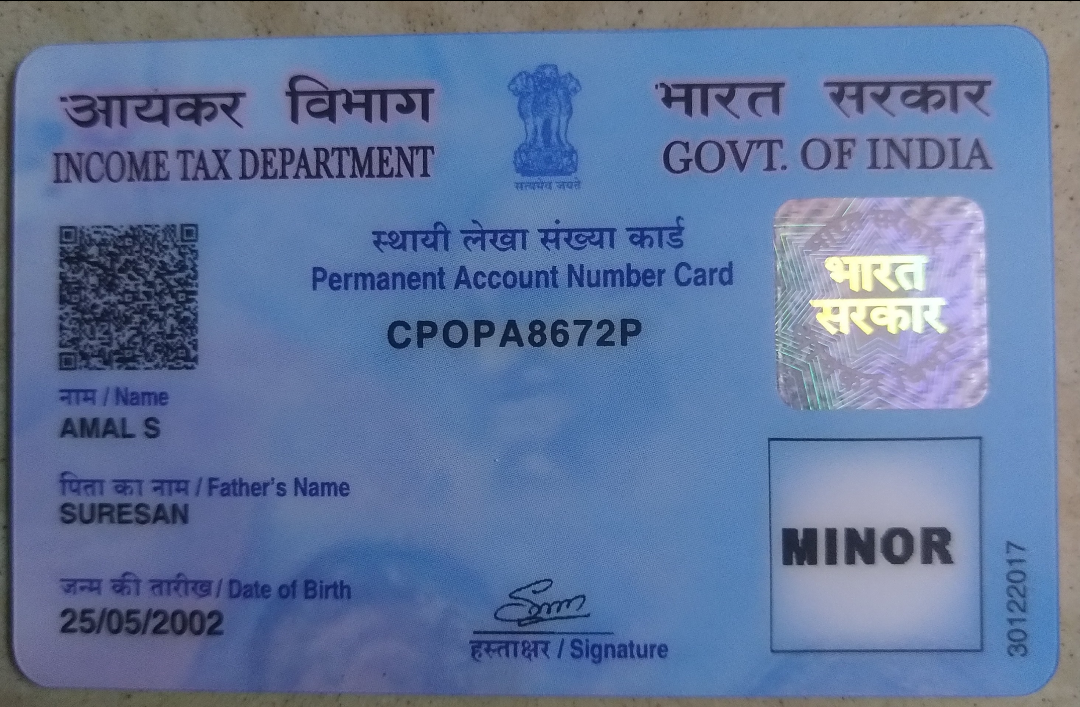 आयकर विभाग
INCOME TAX DEPARTMENT
सत्यमेव जयते
भारत सरकार
GOVT. OF INDIA
स्थायी लेखा संख्या कार्ड
Permanent Account Number Card
CPOPA8672P
भारत
सरकार
नाम / Name
AMAL S
पिता का नाम / Father's Name
SURESAN
जन्म की तारीख / Date of Birth
25/05/2002
हस्ताक्षर / Signature
MINOR
30122017